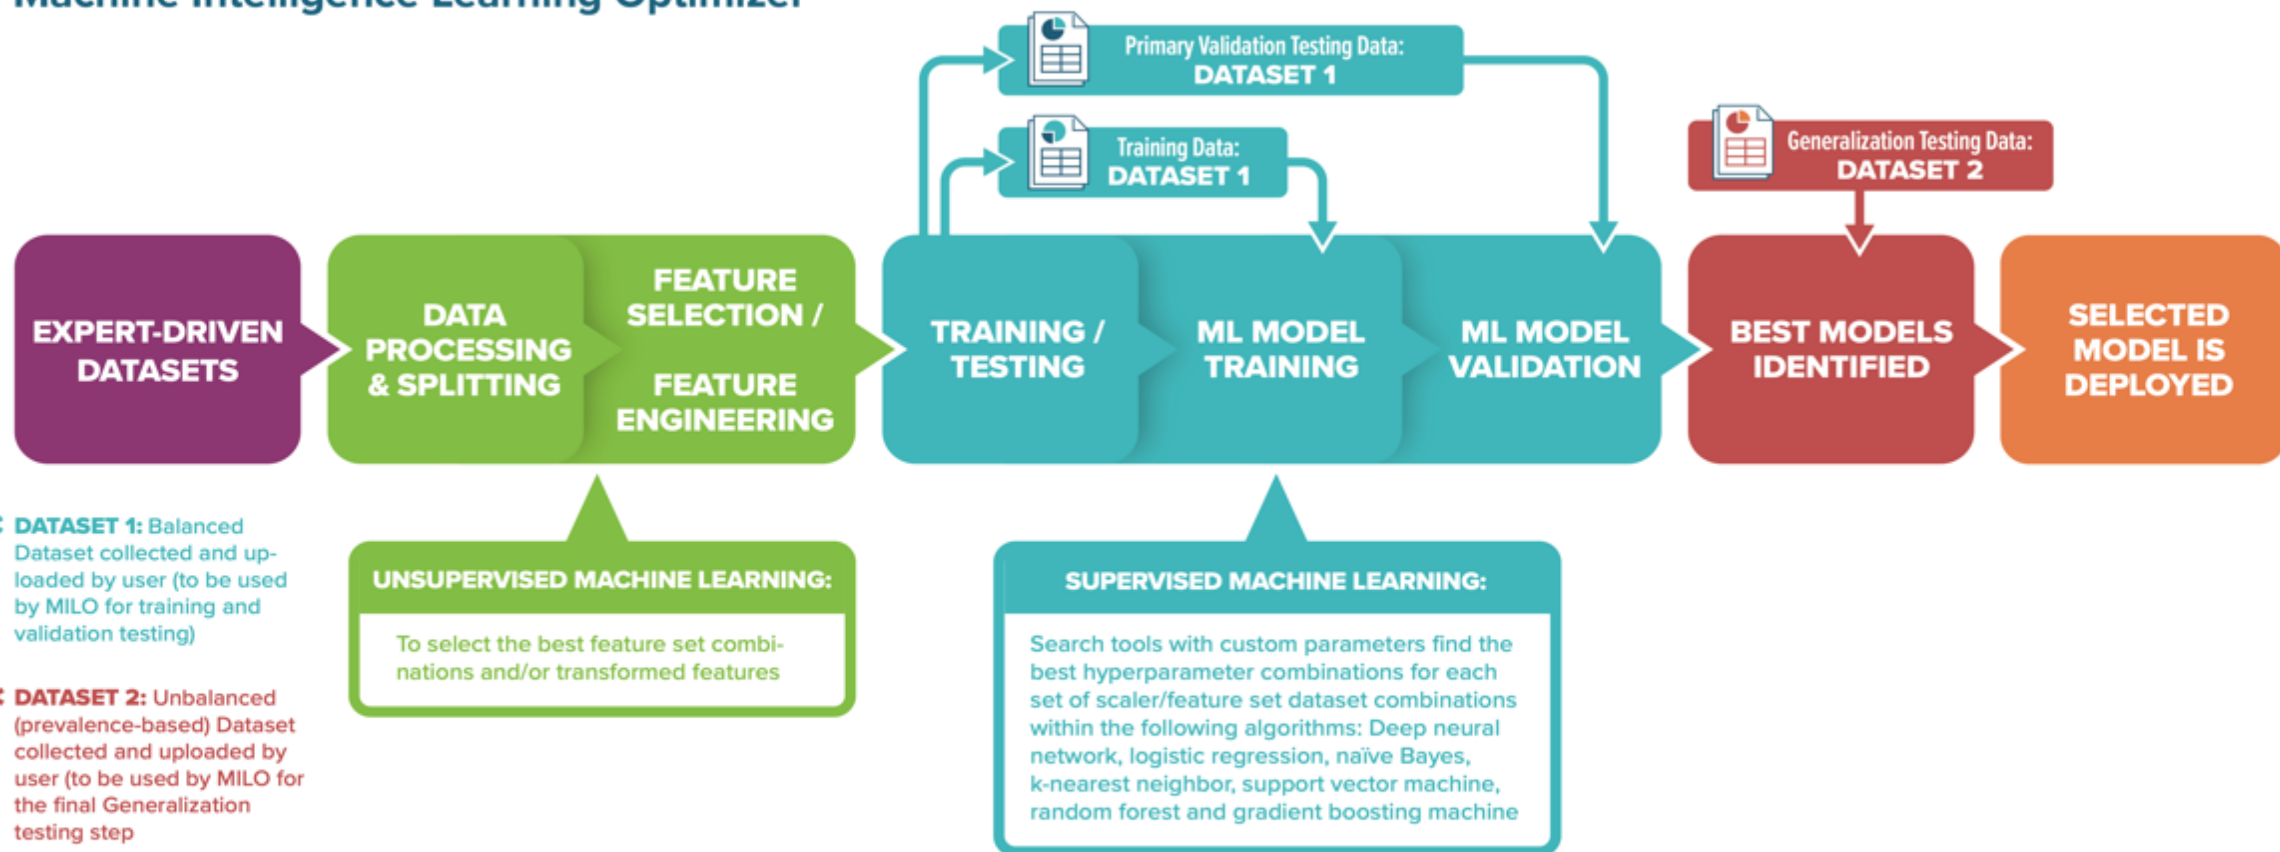 Machine Intelligence Learning Optimizer
Primary Validation Testing Data:
DATASET 1
Training Data:
DATASET 1
Generalization Testing Data:
DATASET 2
EXPERT-DRIVEN
DATASETS
DATA
PROCESSING
& SPLITTING
FEATURE
SELECTION /
FEATURE
ENGINEERING
TRAINING /
TESTING
ML MODEL
TRAINING
ML MODEL
VALIDATION
BEST MODELS
IDENTIFIED
SELECTED
MODEL IS
DEPLOYED
DATASET 1: Balanced
Dataset collected and up-
loaded by user (to be used
by MILO for training and
validation testing)
DATASET 2: Unbalanced
(prevalence-based) Dataset
collected and uploaded by
user (to be used by MILO for
the final Generalization
testing step
UNSUPERVISED MACHINE LEARNING:
To select the best feature set combi-
nations and/or transformed features
SUPERVISED MACHINE LEARNING:
Search tools with custom parameters find the
best hyperparameter combinations for each
set of scaler/feature set dataset combinations
within the following algorithms: Deep neural
network, logistic regression, naïve Bayes,
k-nearest neighbor, support vector machine,
random forest and gradient boosting machine